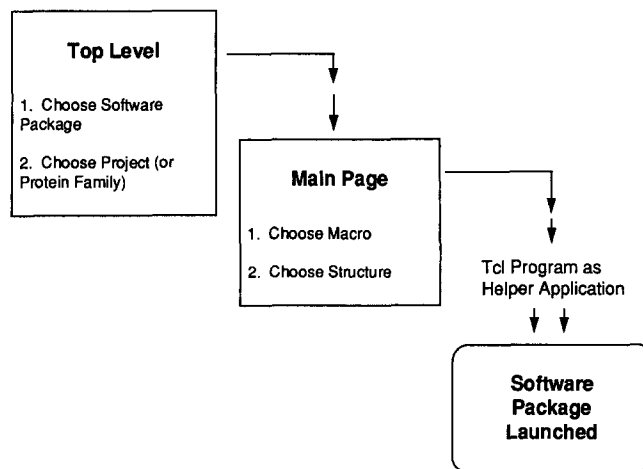 Top Level
1. Choose Software
Package
2. Choose Project (or
Protein Family)
Main Page
1. Choose Macro
2. Choose Structure
Tcl Program as
Helper Application
Software
Package
Launched